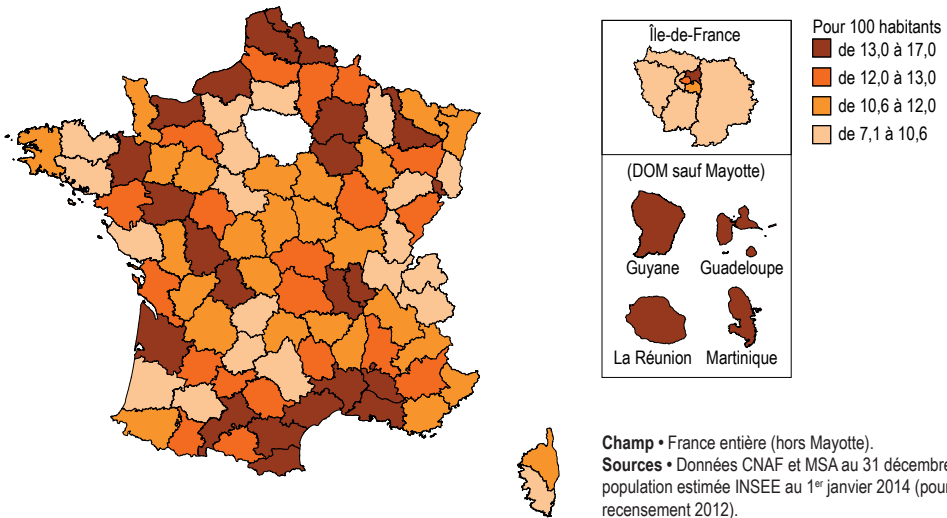 Île-de-France
Pour 100 habitants
de 13,0 à 17,0
de 12,0 à 13,0
de 10,6 à 12,0
de 7,1 à 10,6
(DOM sauf Mayotte)
Guyane Guadeloupe
La Réunion Martinique
Champ • France entière (hors Mayotte).
Sources • Données CNAF et MSA au 31 décembre
population estimée INSEE au 1er janvier 2014 (pour
recensement 2012).